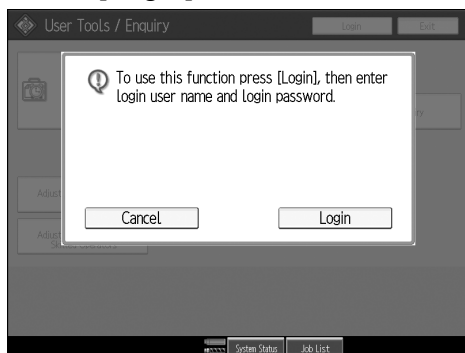 User Tools / Enquiry
Login
Exit
To use this function press [Login], then enter
login user name and login password.
Cancel
Login
System Status
Job List